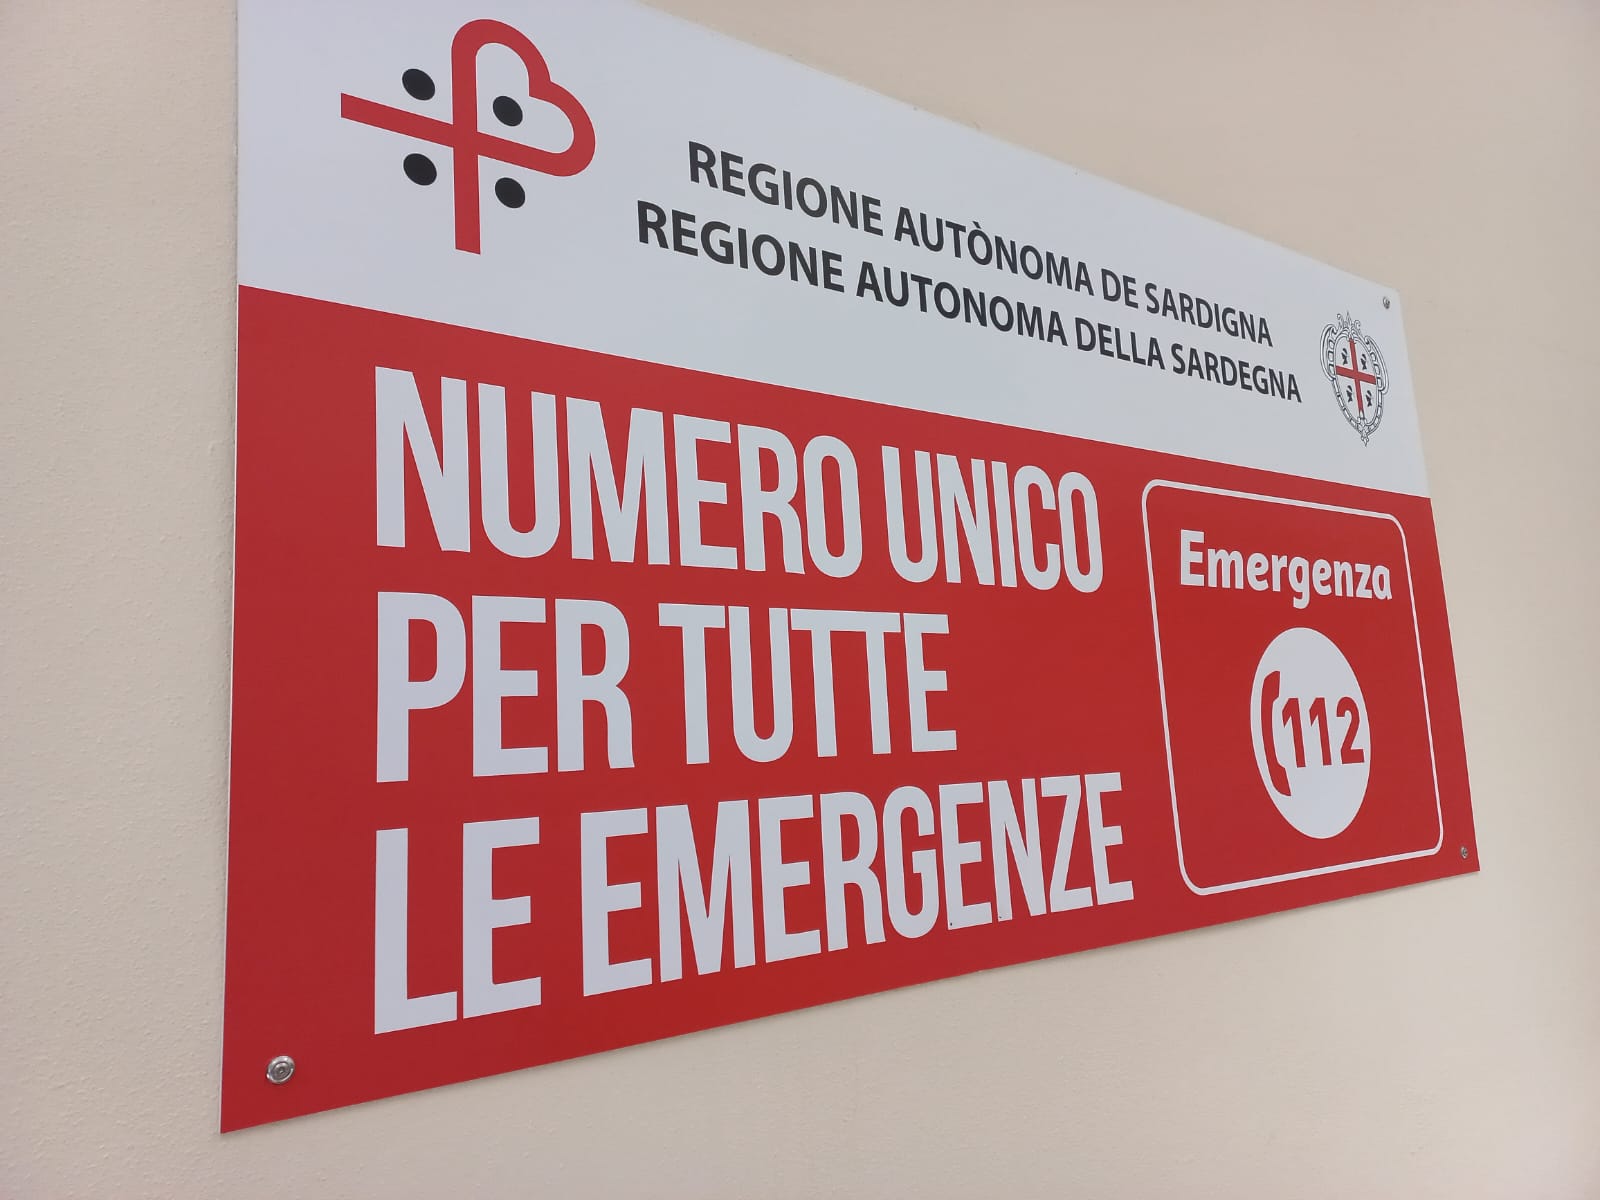 REGIONE AUTÒNOMA DE SARDIGNA
REGIONE AUTONOMA DELLA SARDEGNA
NUMERO UNICO
PER TUTTE
LE EMERGENZE
Emergenza
112